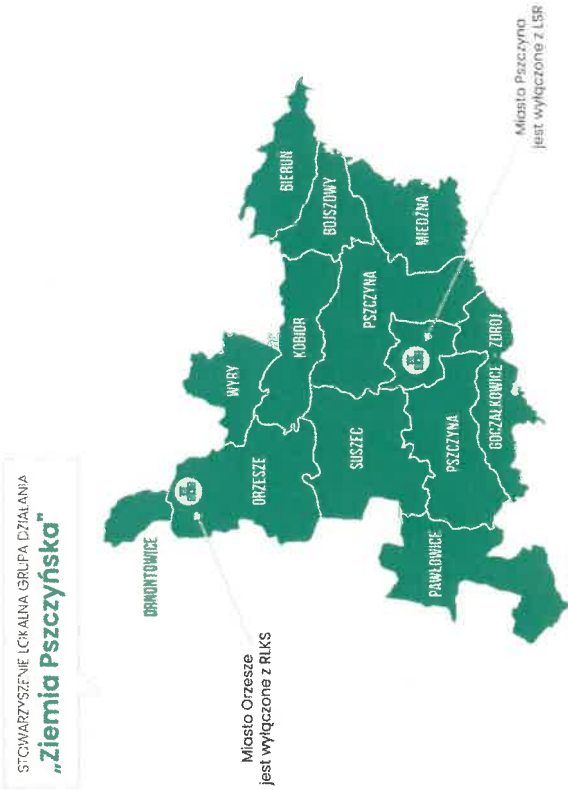 STOWARZYSZENIE LOKALNA GRUPA DZIAŁANIA
„Ziemia Pszczyńska"
ORNONTOWICE
Miasto Orzesze
jest wyłączone z RLKS
ORZESZE
WYRY
KOBIÓR
SUSZEC
PAWŁOWICE
PSZCZYNA
PSZCZYNA
GOCZAŁKOWICE - ZDRÓJ
BIERUŃ
BOJSZOWY
MIEDŹNA
Miasto Pszczyna
jest wyłączone z LSR